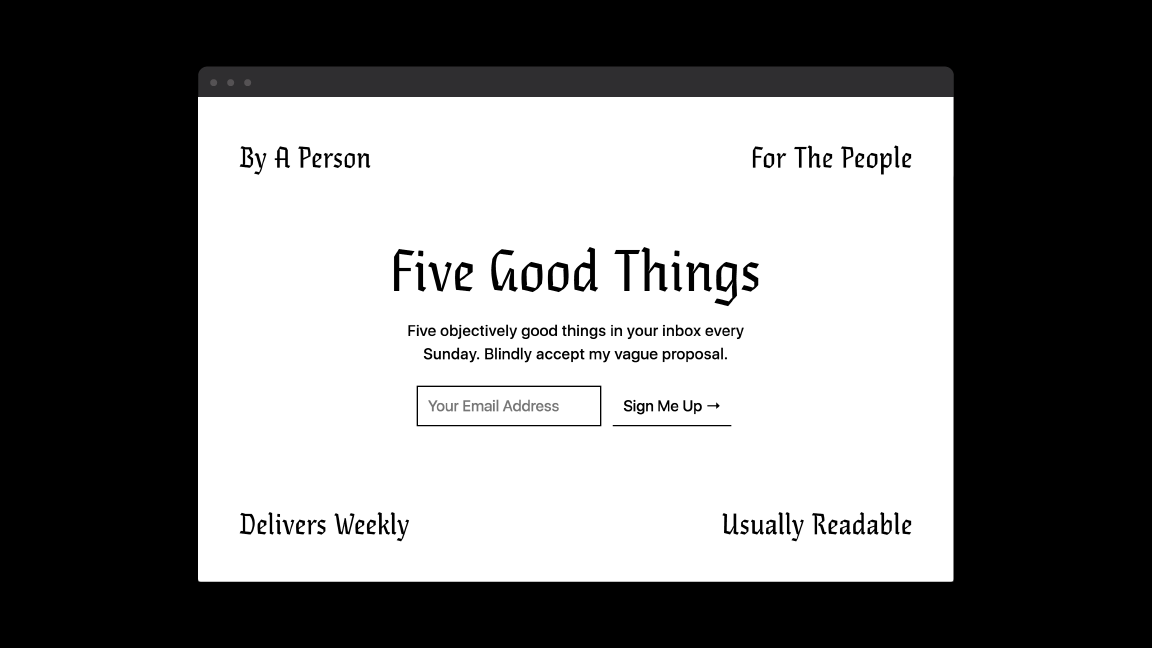 By A Person
For The People
Five Good Things
Five objectively good things in your inbox every
Sunday. Blindly accept my vague proposal.
Your Email Address
Sign Me Up →
Delivers Weekly
Usually Readable